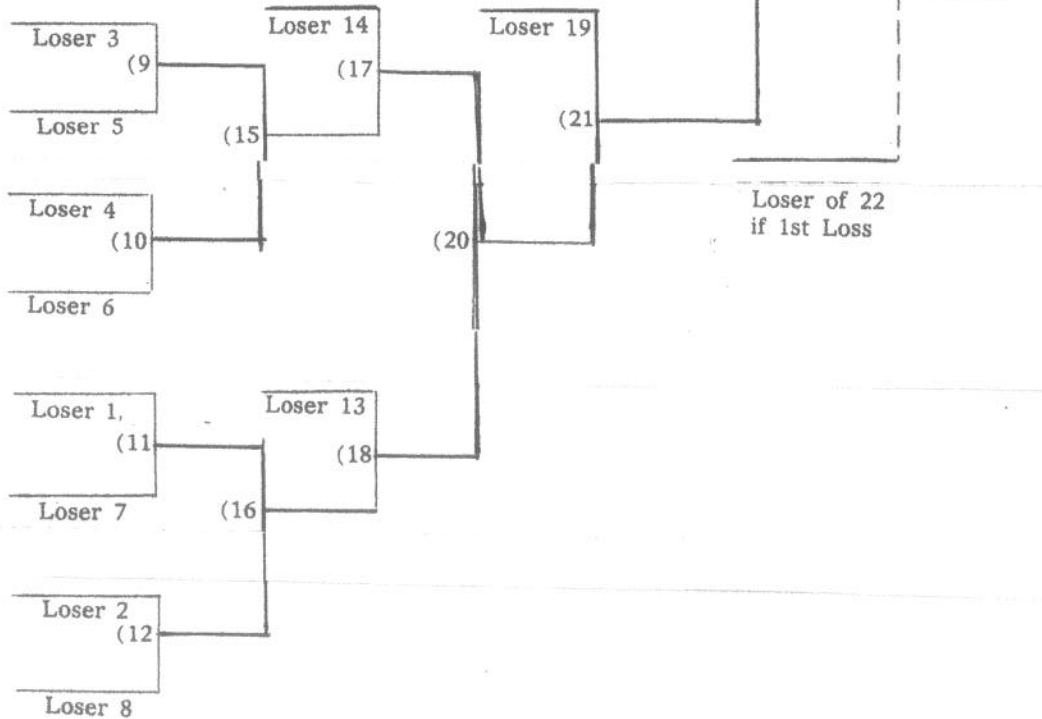 Loser 3
(9
Loser 5
Loser 14
(17
(15
Loser 19
(21
Loser 4
(10
Loser 6
(20
Loser of 22
if 1st Loss
Loser 1,
(11
Loser 7
Loser 13
(18
(16
Loser 2
(12
Loser 8